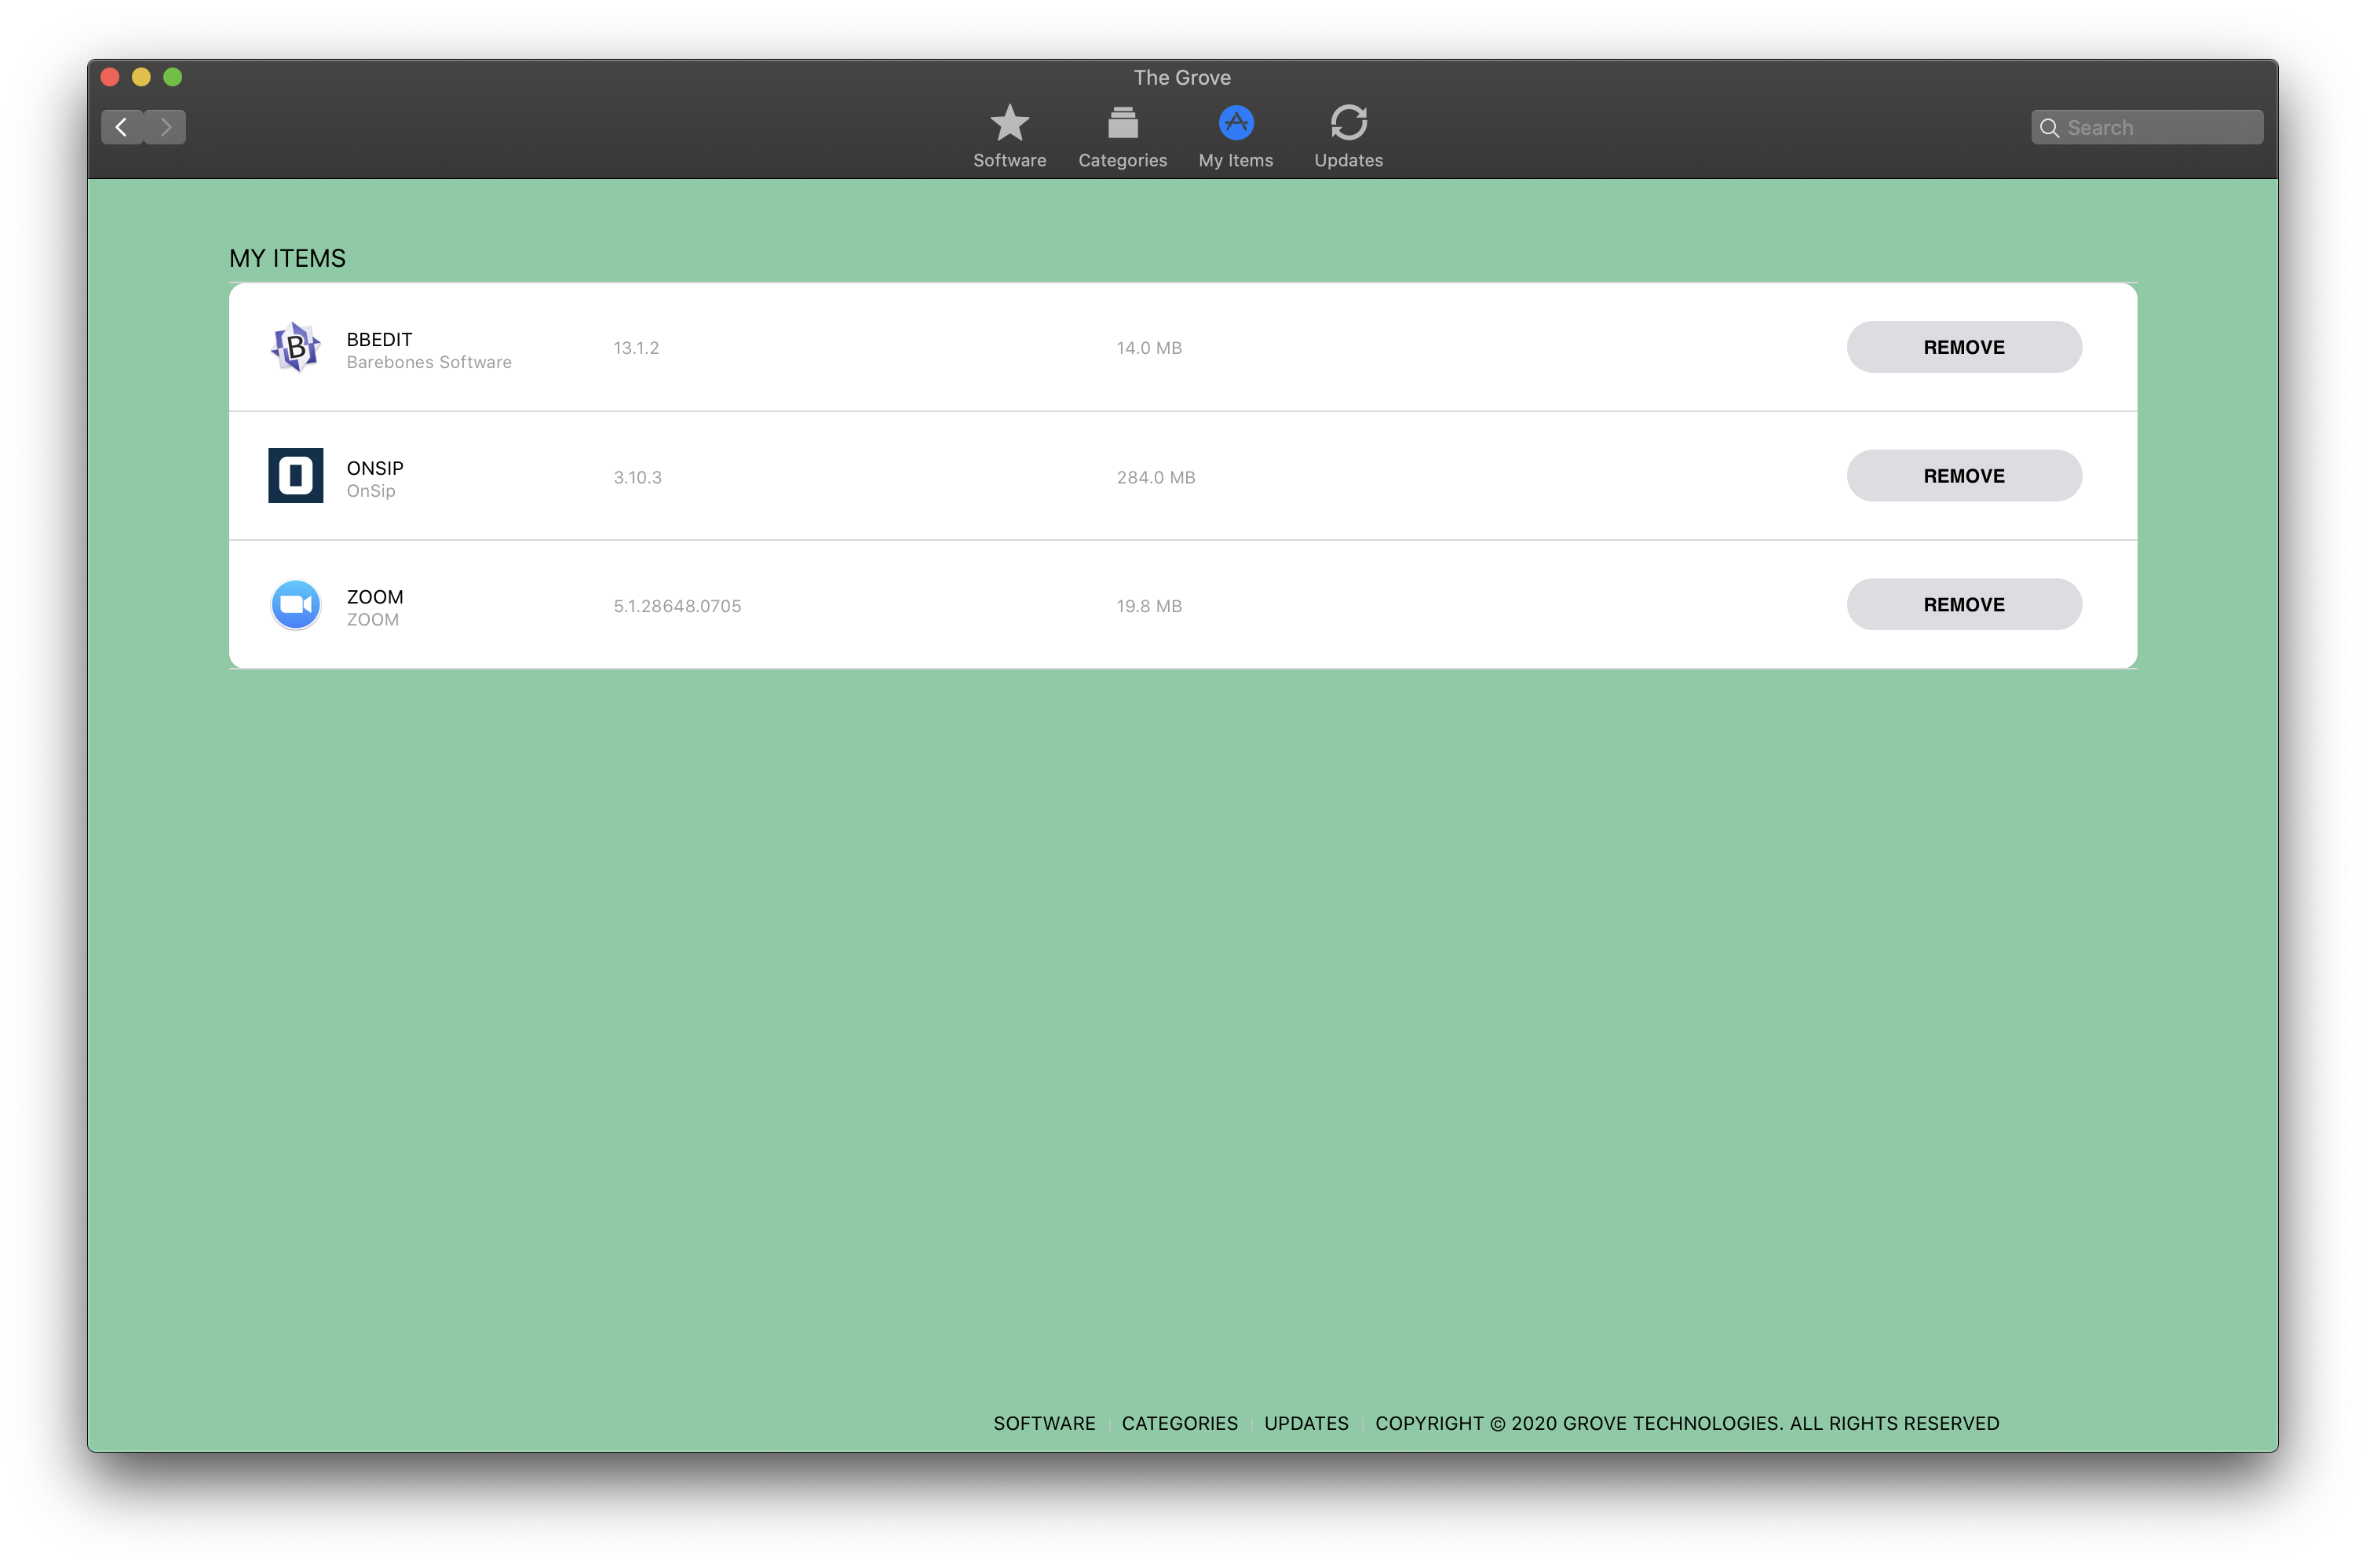 The Grove
Software Categories My Items Updates
Search
MY ITEMS
B
BBEDIT
Barebones Software
13.1.2
14.0 MB
REMOVE
ONSIP
OnSip
3.10.3
284.0 MB
REMOVE
ZOOM
ZOOM
5.1.28648.0705
19.8 MB
REMOVE
SOFTWARE CATEGORIES UPDATES COPYRIGHT © 2020 GROVE TECHNOLOGIES. ALL RIGHTS RESERVED